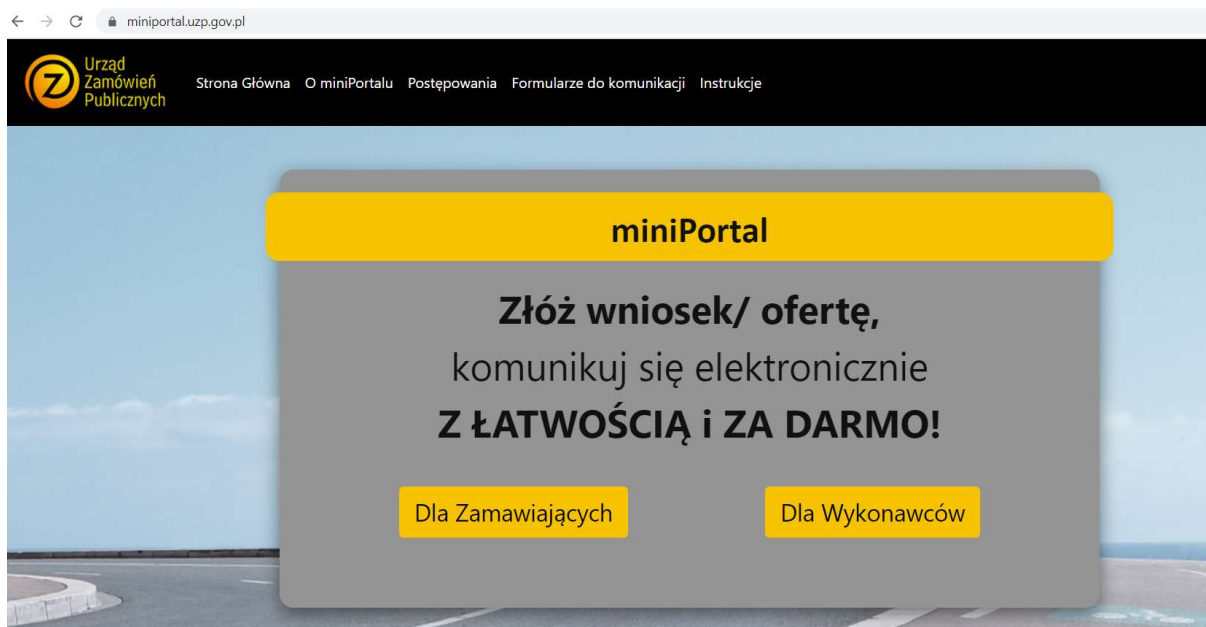 miniportal.uzp.gov.pl
Urząd
Zamówień
Publicznych
Strona Główna O miniPortalu Postępowania Formularze do komunikacji Instrukcje
miniPortal
Złóż wniosek/ ofertę,
komunikuj się elektronicznie
Z ŁATWOŚCIĄ i ZA DARMO!
Dla Zamawiających Dla Wykonawców